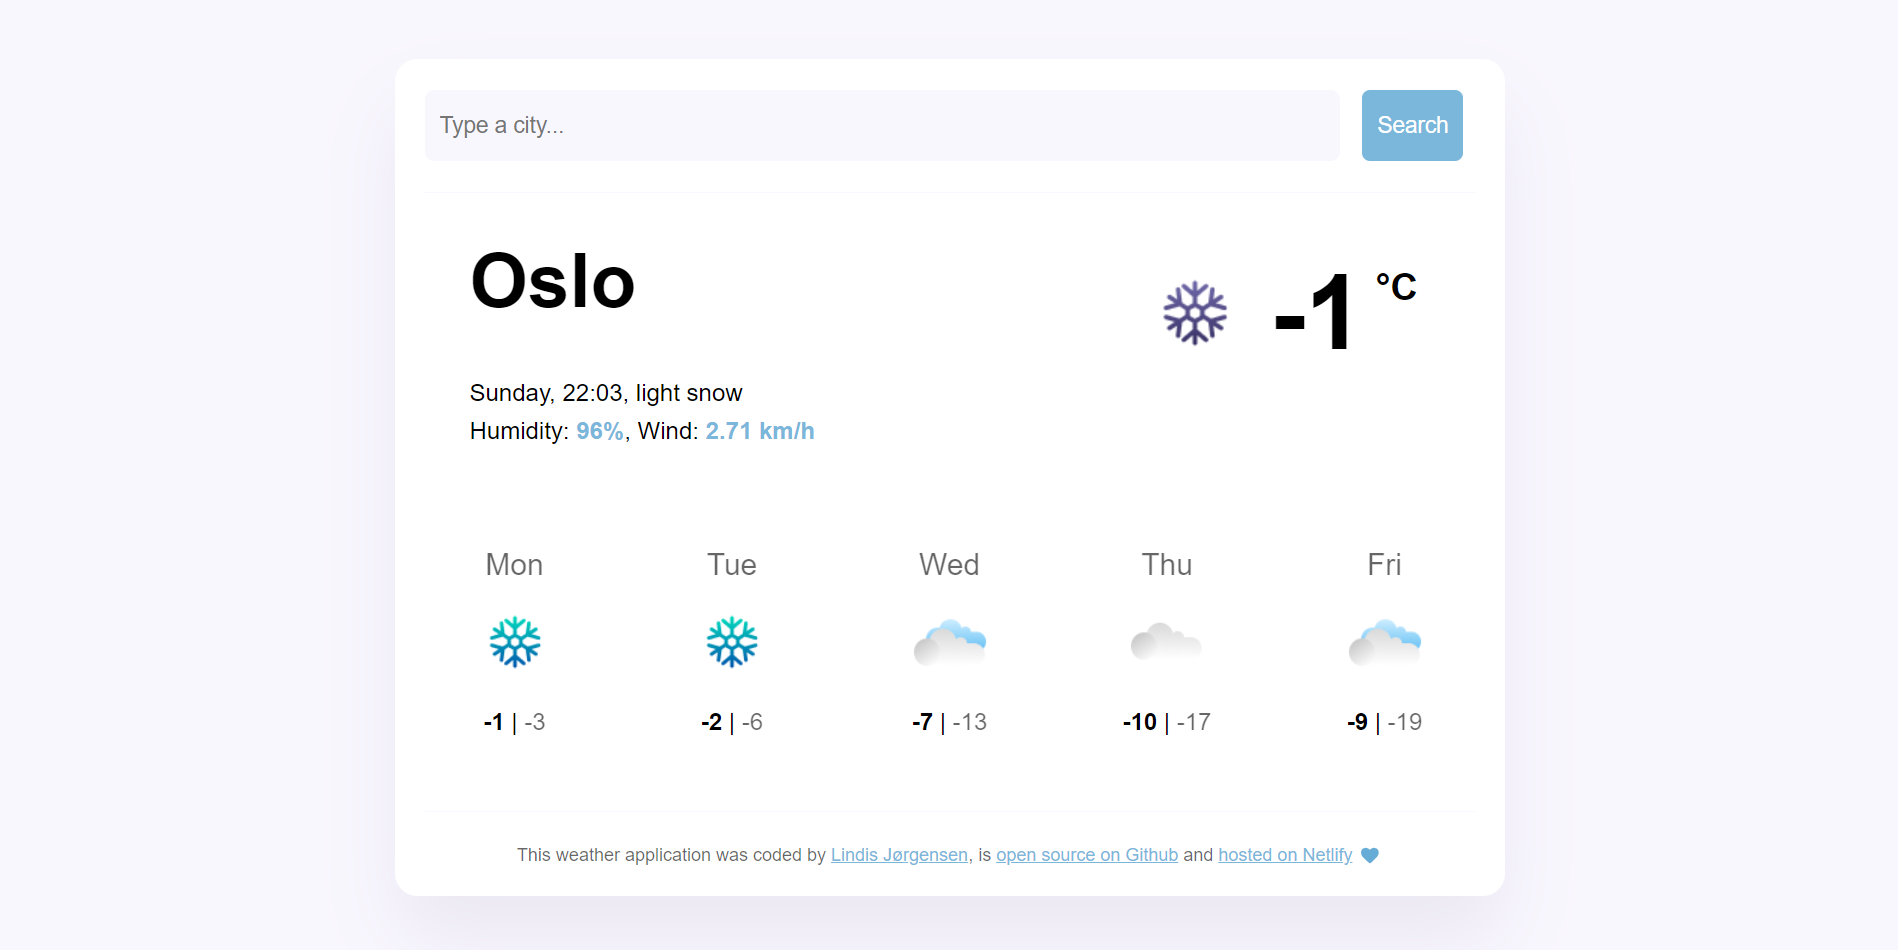 Type a city...
Search
Oslo
-1 °C
Sunday, 22:03, light snow
Humidity: 96%, Wind: 2.71 km/h
Mon Tue Wed Thu Fri
-1 | -3 -2 | -6 -7 | -13 -10 | -17 -9 | -19
This weather application was coded by Lindis Jørgensen, is open source on Github and hosted on Netlify